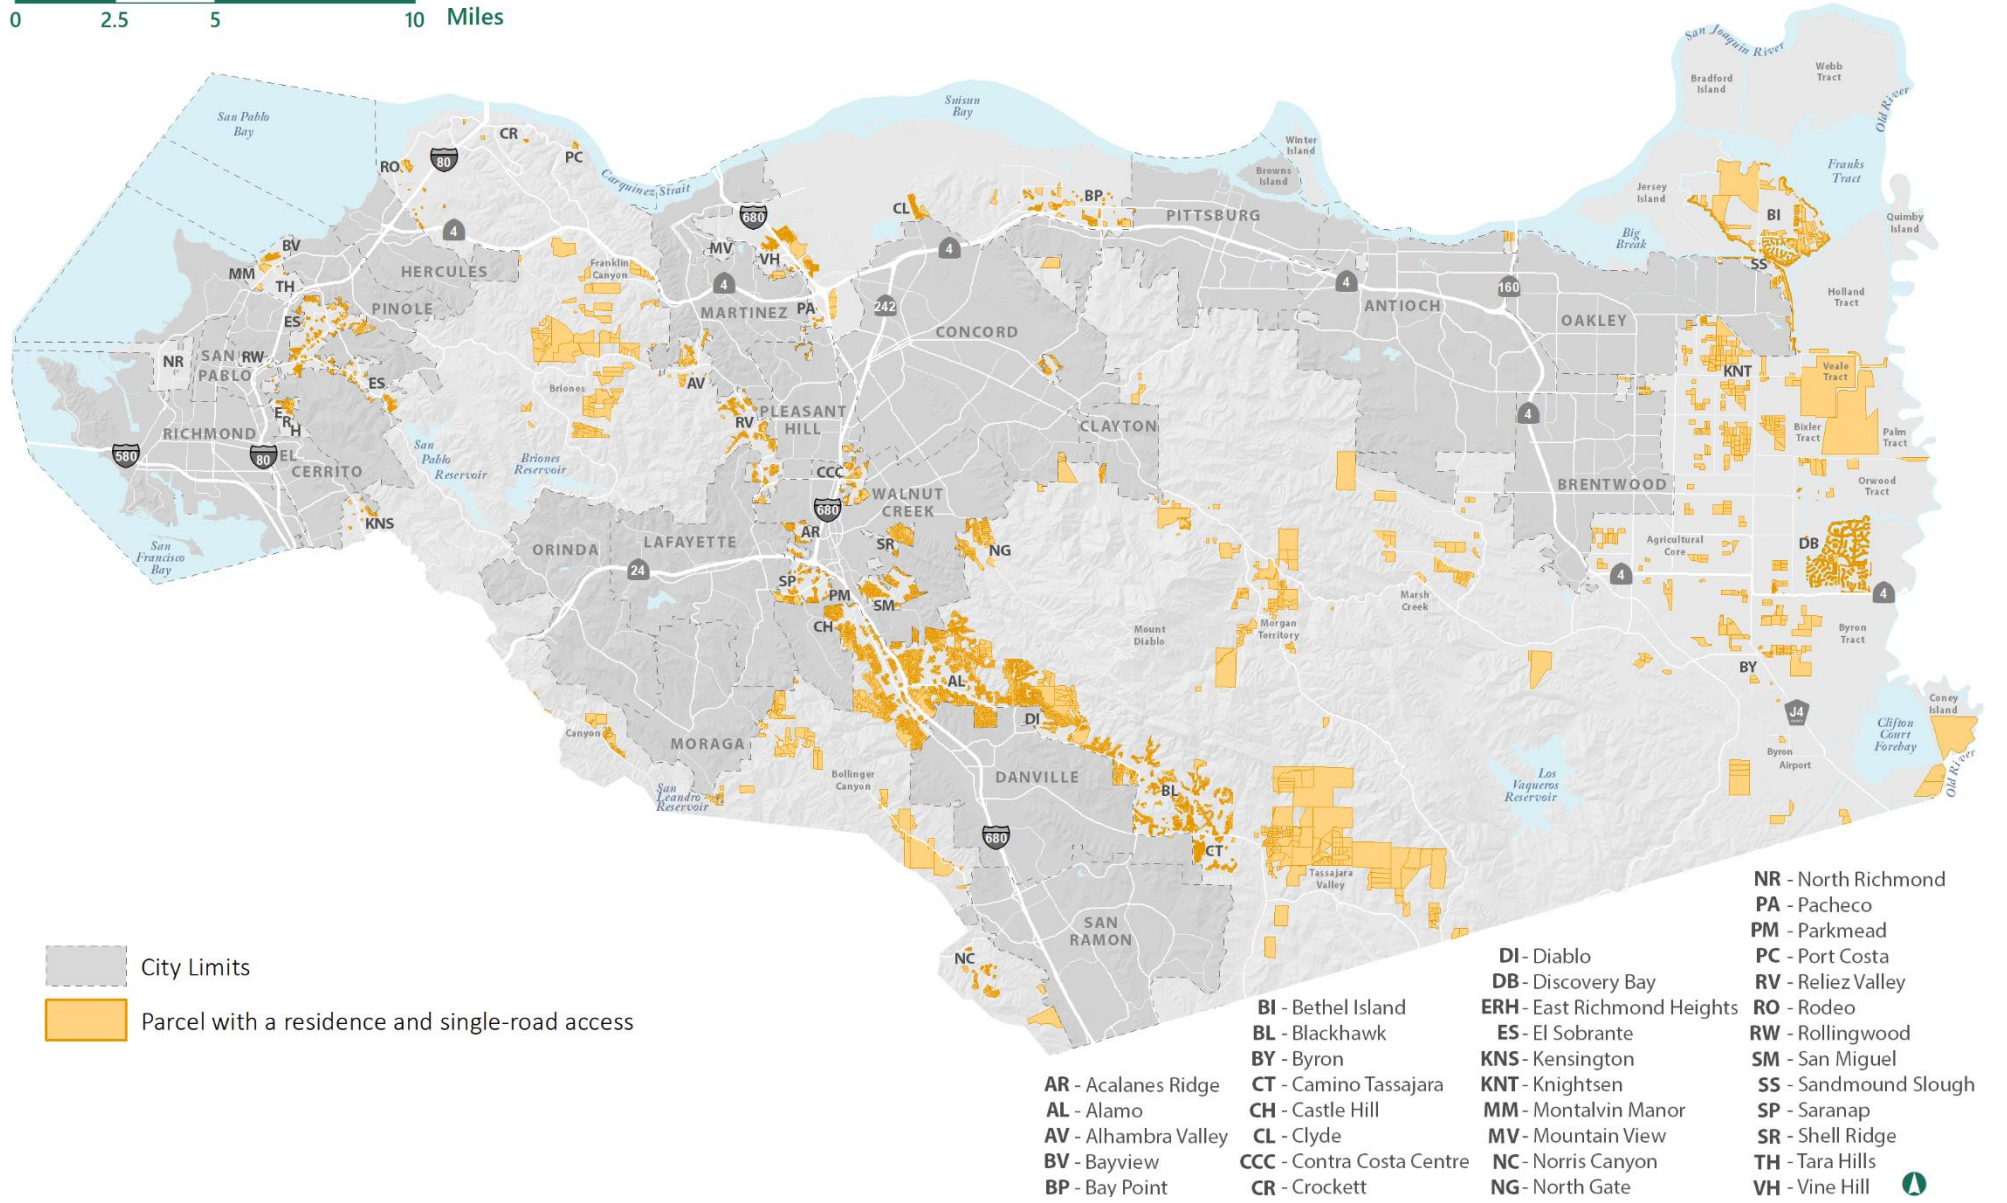 0 2.5 5 10 Miles
San Joaquin River
Webb
Tract
Bradford
Island
Old River
San Pablo
Bay
Suisun
Bay
CR
80
RO
PC
Carquinez Strait
Winter
Island
Browns
Island
Franks
Tract
Jersey
Island
BI
Quimby
Island
CL
BP
PITTSBURG
680
4
BV
MV
VH
4
Big
Break
MM
HERCULES
Franklin
Canyon
SS
TH
4
4
160
Holland
Tract
PINOLE
MARTINEZ
PA
242
ANTIOCH
OAKLEY
ES
CONCORD
NR
SAN
PABLO
RW
KNT
Veale
Tract
ES
Briones
AV
E
R
H
PLEASANT
HILL
RV
CLAYTON
4
RICHMOND
Bixler
Tract
Palm
Tract
580
80
EL
CERRITO
San
Pablo
Reservoir
Briones
Reservoir
CCC
WALNUT
CREEK
BRENTWOOD
Orwood
Tract
680
KNS
ORINDA
LAFAYETTE
AR
SR
NG
Agricultural
Core
DB
San
Francisco
Bay
24
SP
PM
SM
4
4
Marsh
Creek
CH
Mount
Diablo
Morgan
Territory
Byron
Tract
BY
AL
Coney
Island
DI
J4
Canyon
MORAGA
Clifton
Court
Forebay
Byron
Airport
Bollinger
Canyon
DANVILLE
Los
Vaqueros
Reservoir
Old River
San
Leandro
Reservoir
BL
680
CT
Tassajara
Valley
SAN
RAMON
NC
City Limits
Parcel with a residence and single-road access
AR - Acalanes Ridge
AL - Alamo
AV - Alhambra Valley
BV - Bayview
BP - Bay Point
BI - Bethel Island
BL - Blackhawk
BY - Byron
CT - Camino Tassajara
CH - Castle Hill
CL - Clyde
CCC - Contra Costa Centre
CR - Crockett
DI - Diablo
DB - Discovery Bay
ERH - East Richmond Heights
ES - El Sobrante
KNS - Kensington
KNT - Knightsen
MM - Montalvin Manor
MV - Mountain View
NC - Norris Canyon
NG - North Gate
NR - North Richmond
PA - Pacheco
PM - Parkmead
PC - Port Costa
RV - Reliez Valley
RO - Rodeo
RW - Rollingwood
SM - San Miguel
SS - Sandmound Slough
SP - Saranap
SR - Shell Ridge
TH - Tara Hills
VH - Vine Hill